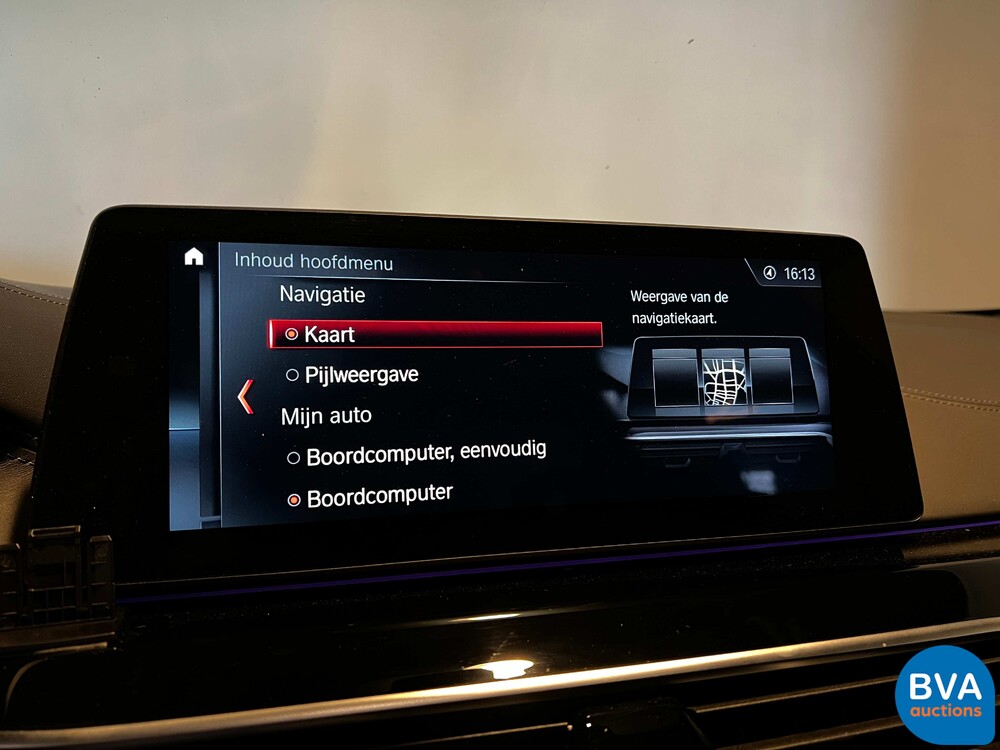 Inhoud hoofdmenu
16:13
Navigatie
Kaart
Pijlweergave
Mijn auto
Boordcomputer, eenvoudig
Boordcomputer
Weergave van de
navigatiekaart.
BVA
auctions